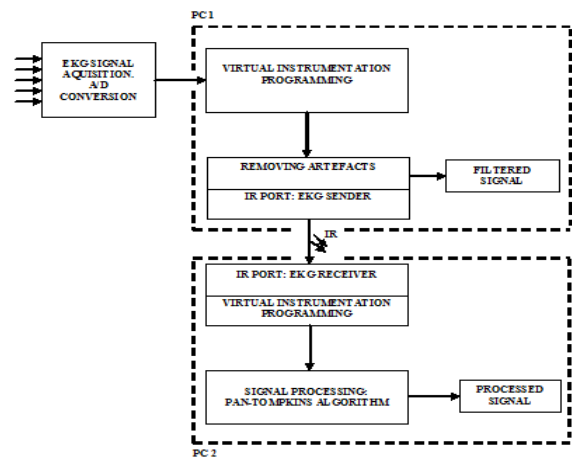 PC 1
EKG SIGNAL
AQUISITION.
A/D
CONVERSION
VIRTUAL INSTRUMENTATION
PROGRAMMING
REMOVING ARTEFACTS
IR PORT: EKG SENDER
FILTERED
SIGNAL
IR
IR PORT: EKG RECEIVER
VIRTUAL INSTRUMENTATION
PROGRAMMING
SIGNAL PROCESSING:
PAN-TOMPKINS ALGORITHM
PROCESSED
SIGNAL
PC 2